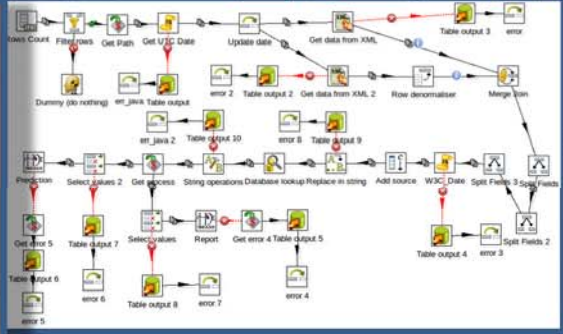 Rows Count
Filter rows
Get Path
Get UTC Date
Update date
Get data from XML
Table output 3
error
Dummy (do nothing)
err_java
Table output
error 2
Table output 2
Get data from XML 2
Row denormaliser
Merge Join
err_java 2
Table output 10
error 8
Table output 9
Prediction
Select values 2
Get process
String operations
Database lookup
Replace in string
Add source
W3C_Date
Split Fields 3
Split Fields
Get error 5
Table output 7
Select values
Report
Get error 4
Table output 5
Table output 4
error 3
Split Fields 2
Table output 6
error 5
error 6
Table output 8
error 7
error 4